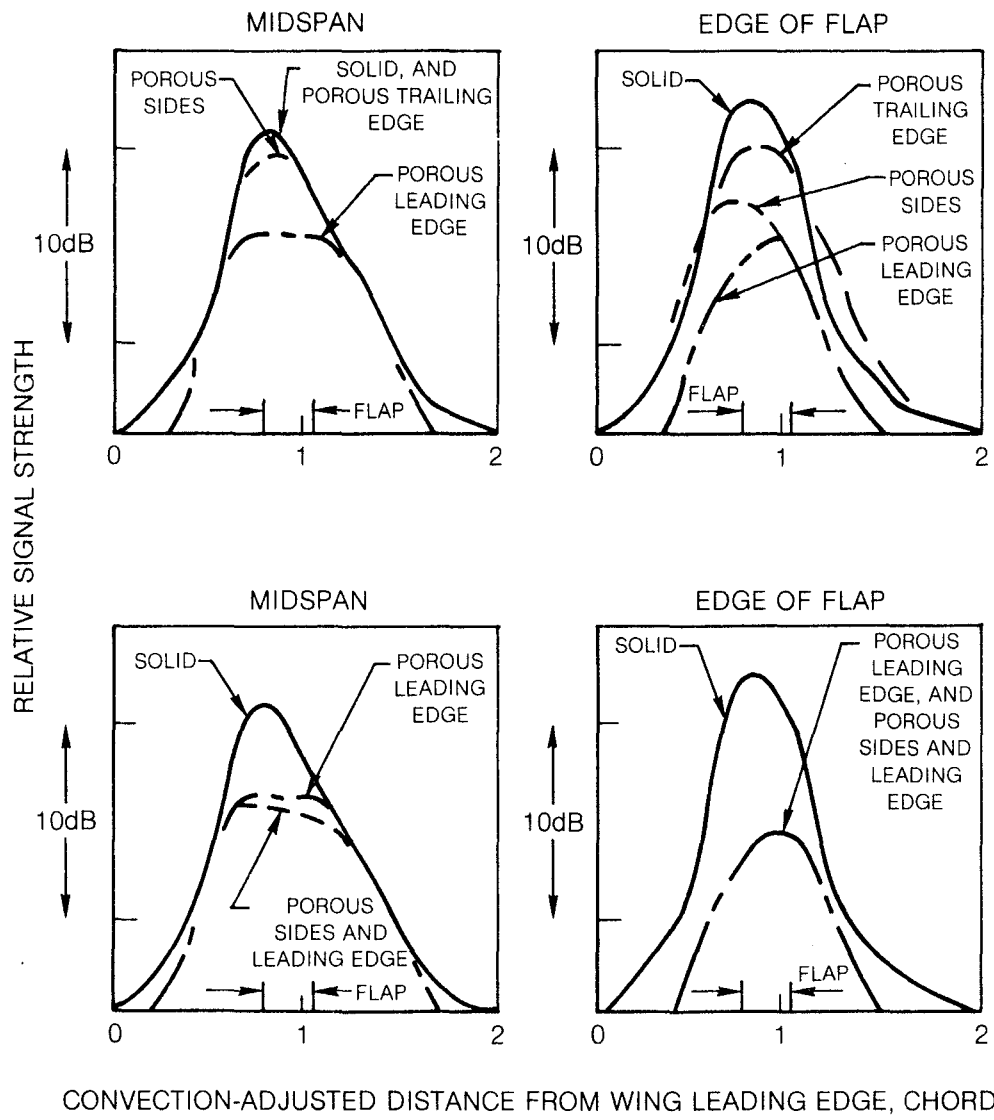 MIDSPAN
POROUS
SIDES
SOLID, AND
POROUS TRAILING
EDGE
POROUS
LEADING
EDGE
10dB
FLAP
0
1
2
EDGE OF FLAP
SOLID
POROUS
TRAILING
EDGE
POROUS
SIDES
POROUS
LEADING
EDGE
10dB
FLAP
0
1
2
RELATIVE SIGNAL STRENGTH
MIDSPAN
SOLID
POROUS
LEADING
EDGE
10dB
POROUS
SIDES AND
LEADING EDGE
FLAP
0
1
2
EDGE OF FLAP
SOLID
POROUS
LEADING
EDGE, AND
POROUS
SIDES AND
LEADING
EDGE
10dB
FLAP
0
1
2
CONVECTION-ADJUSTED DISTANCE FROM WING LEADING EDGE, CHORD